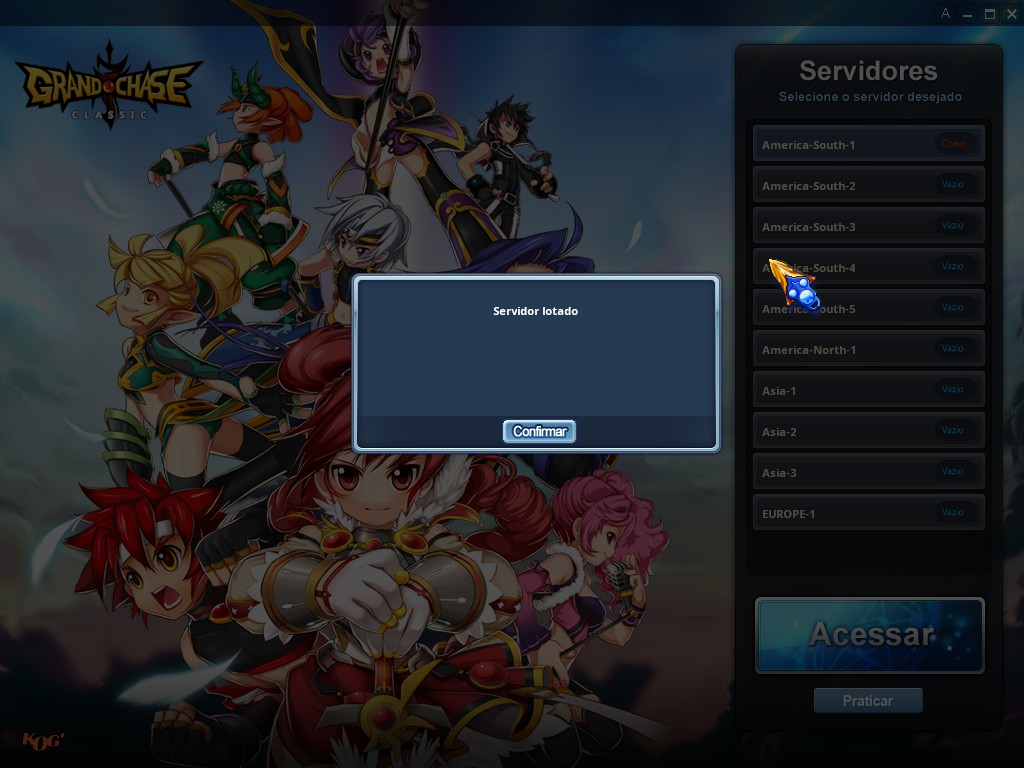 A
GRAND CHASE
CLASSIC
Servidores
Selecione o servidor desejado
America-South-1 Cheio
America-South-2 Vazio
America-South-3 Vazio
America-South-4 Vazio
America-South-5 Vazio
America-North-1 Vazio
Asia-1 Vazio
Asia-2 Vazio
Asia-3 Vazio
EUROPE-1 Vazio
Servidor lotado
Confirmar
Acessar
Praticar
KOG